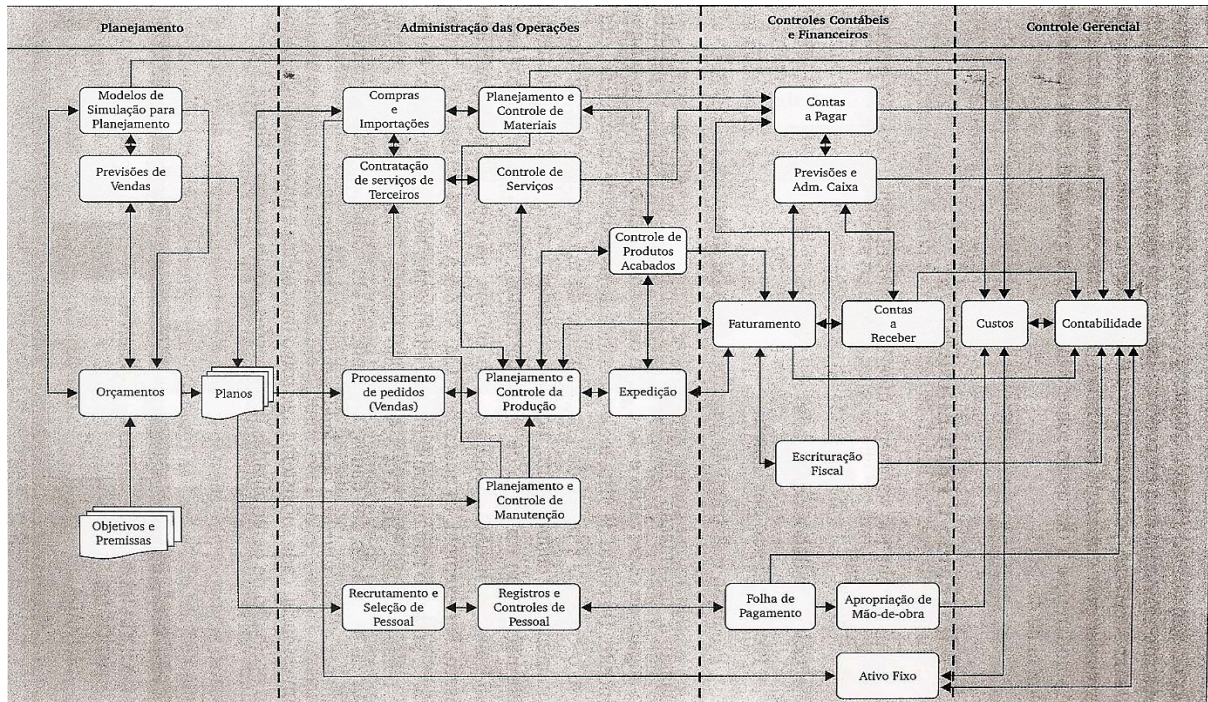 Planejamento
Administração das Operações
Controles Contábeis
e Financeiros
Controle Gerencial
Modelos de
Simulação para
Planejamento
Previsões de
Vendas
Orçamentos
Planos
Objetivos e
Premissas
Compras
e
Importações
Planejamento e
Controle de
Materiais
Contratação
de serviços de
Terceiros
Controle de
Serviços
Controle de
Produtos
Acabados
Processamento
de pedidos
(Vendas)
Planejamento e
Controle da
Produção
Expedição
Planejamento e
Controle de
Manutenção
Recrutamento e
Seleção de
Pessoal
Registros e
Controles de
Pessoal
Contas
a Pagar
Previsões e
Adm. Caixa
Faturamento
Contas
a
Receber
Escrituração
Fiscal
Folha de
Pagamento
Apropriação de
Mão-de-obra
Ativo Fixo
Custos
Contabilidade